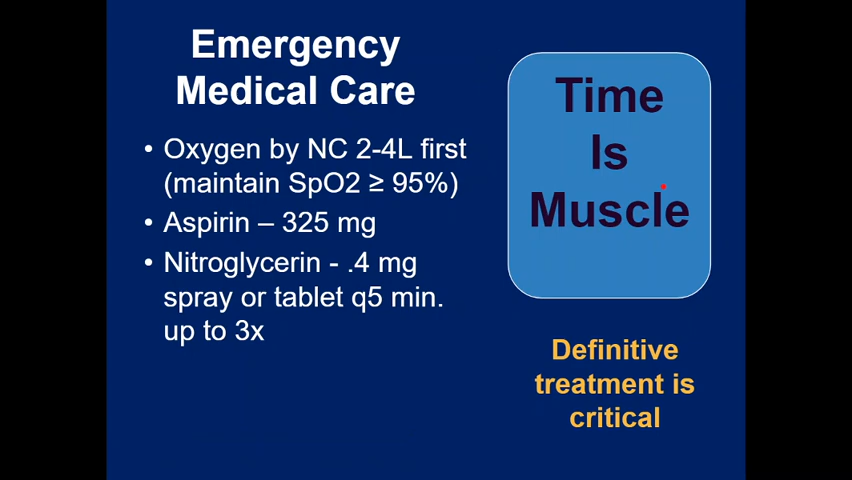 Emergency
Medical Care
• Oxygen by NC 2-4L first
(maintain SpO2 ≥ 95%)
• Aspirin – 325 mg
• Nitroglycerin - .4 mg
spray or tablet q5 min.
up to 3x
Time
Is
Muscle
Definitive
treatment is
critical